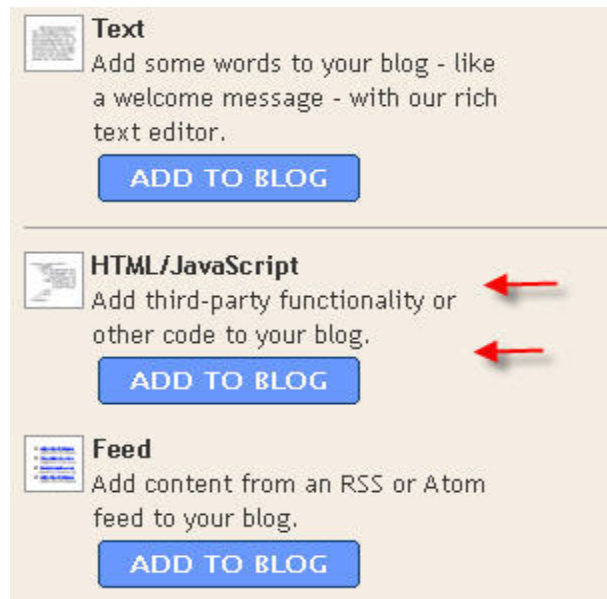 Text
Add some words to your blog - like
a welcome message - with our rich
text editor.
ADD TO BLOG
HTML/JavaScript
Add third-party functionality or
other code to your blog.
ADD TO BLOG
Feed
Add content from an RSS or Atom
feed to your blog.
ADD TO BLOG